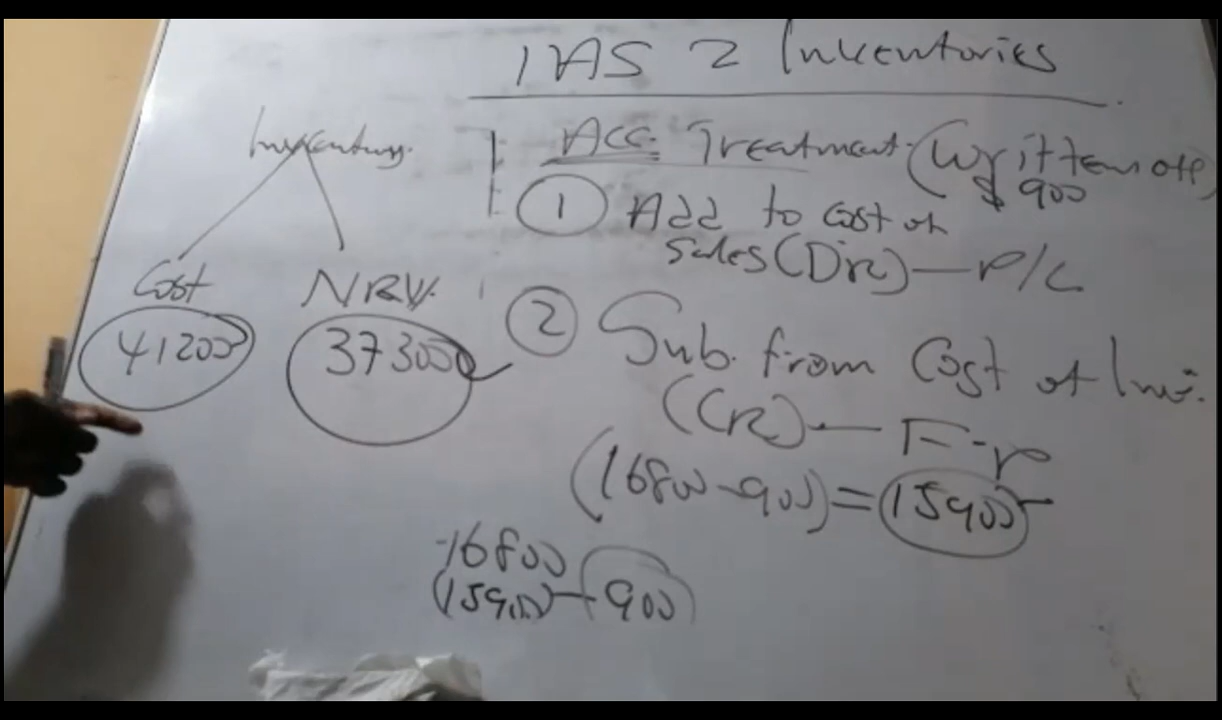 IAS 2 Inventories
Inventory.
Cost
NRV.
41200
37300
Acc. Treatment. (Written off)
$ 900
1 Add to cost of
Sales (DR) — P/L
2 Sub. from Cost of Inv.
(CR) — F.P
(16800 - 900) = 15900
16800
(15900) — 900